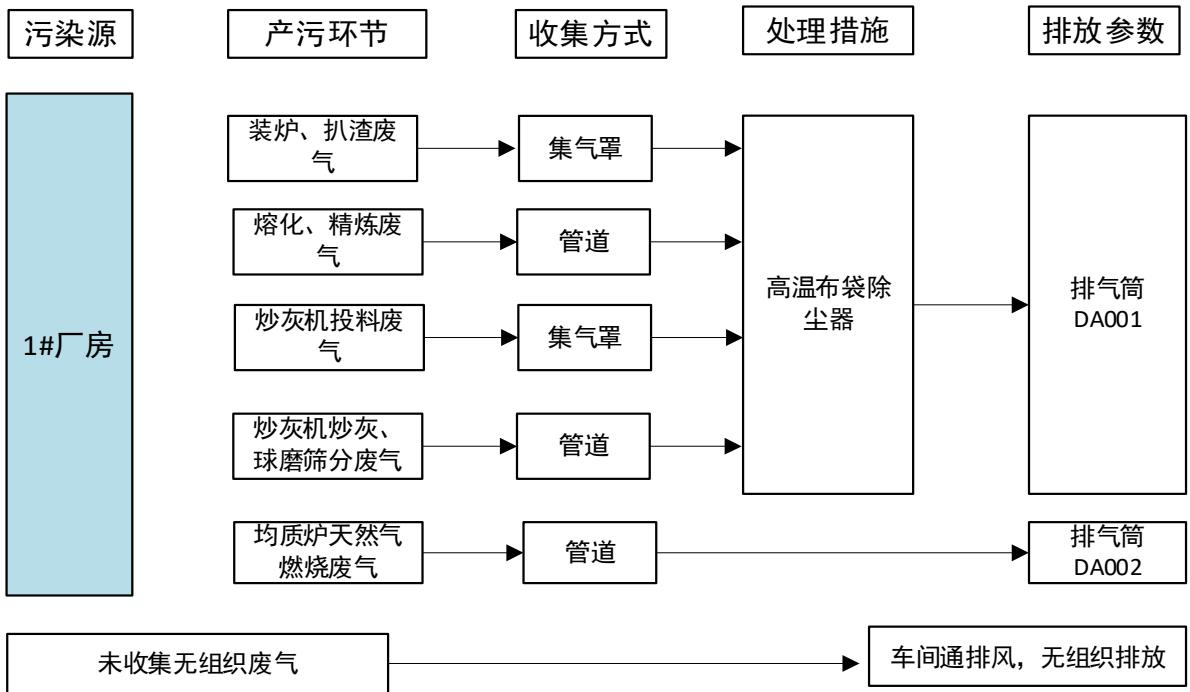 污染源
产污环节
收集方式
处理措施
排放参数
1#厂房
装炉、扒渣废
气
集气罩
熔化、精炼废
气
管道
炒灰机投料废
气
集气罩
炒灰机炒灰、
球磨筛分废气
管道
高温布袋除
尘器
排气筒
DA001
均质炉天然气
燃烧废气
管道
排气筒
DA002
未收集无组织废气
车间通排风，无组织排放